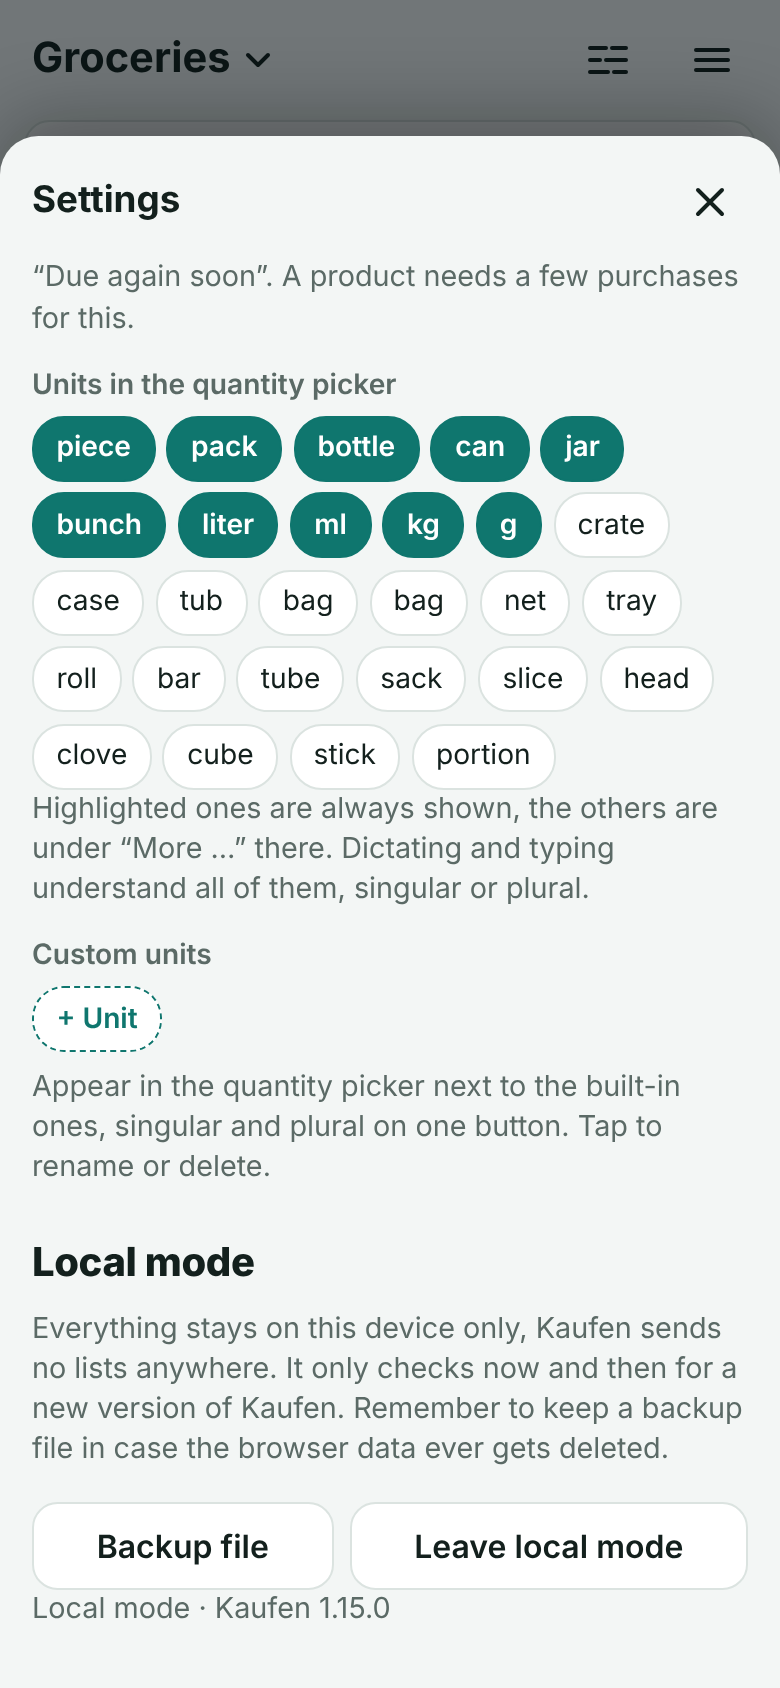 Groceries
Settings
“Due again soon”. A product needs a few purchases
for this.
Units in the quantity picker
piece pack bottle can jar
bunch liter ml kg g crate
case tub bag bag net tray
roll bar tube sack slice head
clove cube stick portion
Highlighted ones are always shown, the others are
under “More …” there. Dictating and typing
understand all of them, singular or plural.
Custom units
+ Unit
Appear in the quantity picker next to the built-in
ones, singular and plural on one button. Tap to
rename or delete.
Local mode
Everything stays on this device only, Kaufen sends
no lists anywhere. It only checks now and then for a
new version of Kaufen. Remember to keep a backup
file in case the browser data ever gets deleted.
Backup file Leave local mode
Local mode · Kaufen 1.15.0